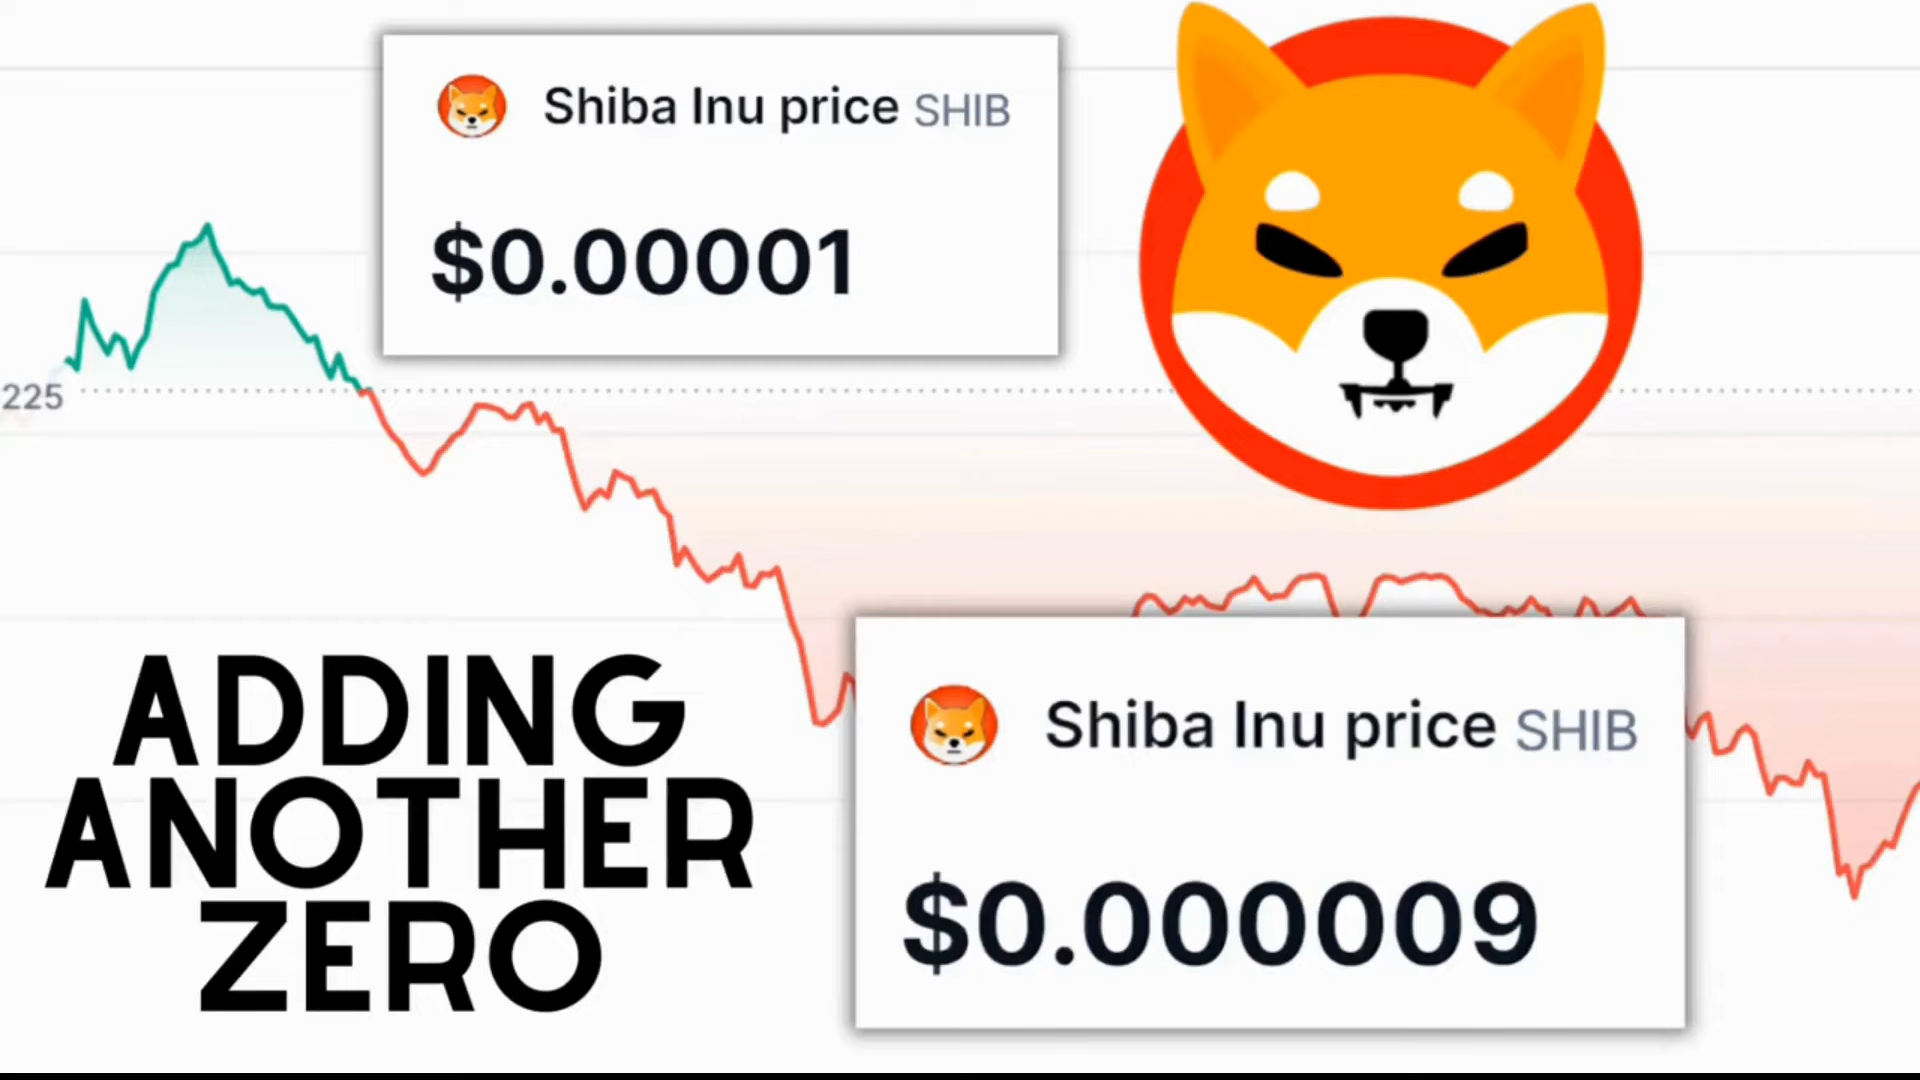 Shiba Inu price SHIB
$0.00001
225
ADDING
ANOTHER
ZERO
Shiba Inu price SHIB
$0.000009